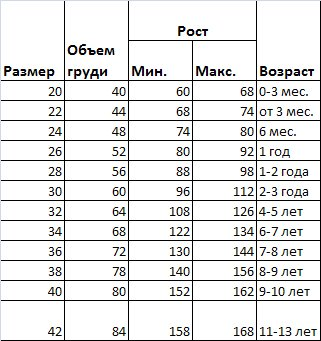 Рост
Объем
Размер груди Мин. Макс. Возраст
20 40 60 68 0-3 мес.
22 44 68 74 от 3 мес.
24 48 74 80 6 мес.
26 52 80 92 1 год
28 56 88 98 1-2 года
30 60 96 112 2-3 года
32 64 108 126 4-5 лет
34 68 122 134 6-7 лет
36 72 130 144 7-8 лет
38 78 140 156 8-9 лет
40 80 152 162 9-10 лет
42 84 158 168 11-13 лет